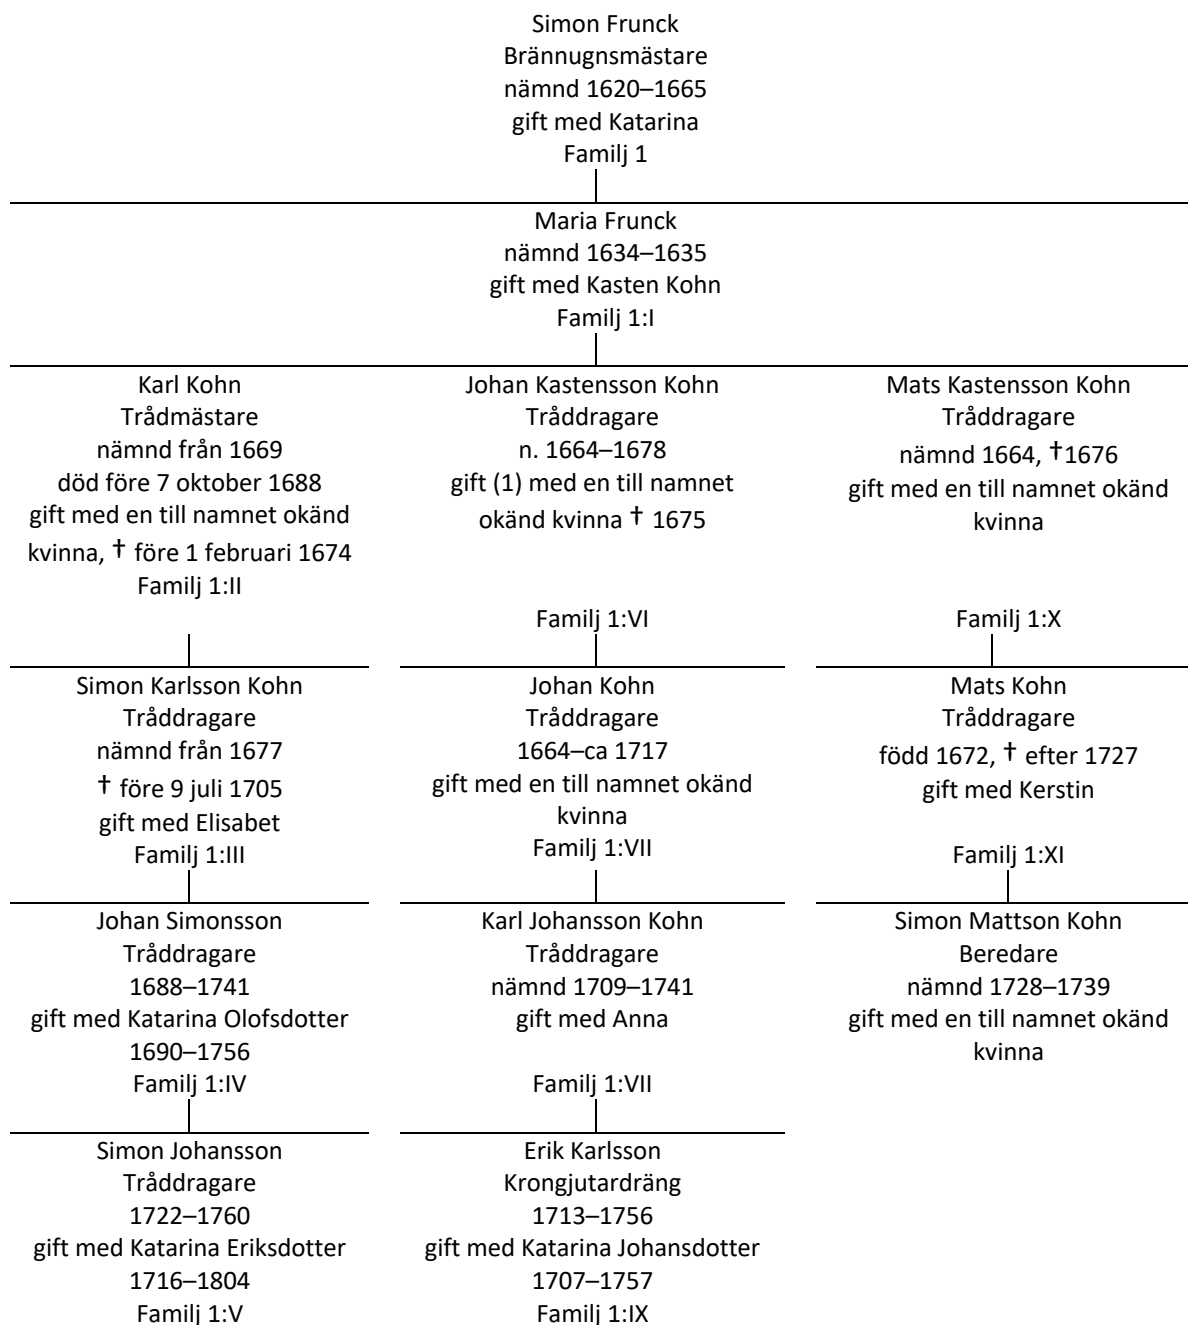 Simon Frunck
Brännugnsmästare
nämnd 1620–1665
gift med Katarina
Familj 1
Maria Frunck
nämnd 1634–1635
gift med Kasten Kohn
Familj 1:I
Karl Kohn
Trådmästare
nämnd från 1669
död före 7 oktober 1688
gift med en till namnet okänd
kvinna, † före 1 februari 1674
Familj 1:II
Johan Kastensson Kohn
Tråddragare
n. 1664–1678
gift (1) med en till namnet
okänd kvinna † 1675
Familj 1:VI
Mats Kastensson Kohn
Tråddragare
nämnd 1664, †1676
gift med en till namnet okänd
kvinna
Familj 1:X
Simon Karlsson Kohn
Tråddragare
nämnd från 1677
† före 9 juli 1705
gift med Elisabet
Familj 1:III
Johan Kohn
Tråddragare
1664–ca 1717
gift med en till namnet okänd
kvinna
Familj 1:VII
Mats Kohn
Tråddragare
född 1672, † efter 1727
gift med Kerstin
Familj 1:XI
Johan Simonsson
Tråddragare
1688–1741
gift med Katarina Olofsdotter
1690–1756
Familj 1:IV
Karl Johansson Kohn
Tråddragare
nämnd 1709–1741
gift med Anna
Familj 1:VII
Simon Mattson Kohn
Beredare
nämnd 1728–1739
gift med en till namnet okänd
kvinna
Simon Johansson
Tråddragare
1722–1760
gift med Katarina Eriksdotter
1716–1804
Familj 1:V
Erik Karlsson
Krongjutardräng
1713–1756
gift med Katarina Johansdotter
1707–1757
Familj 1:IX